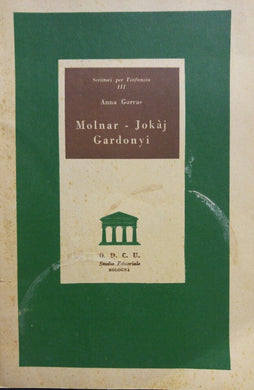 Scrittori per l'infanzia
III
Anna Garras
Molnar - Jokàj
Gardonyi
O. D. C. U.
Studio Editoriale
BOLOGNA